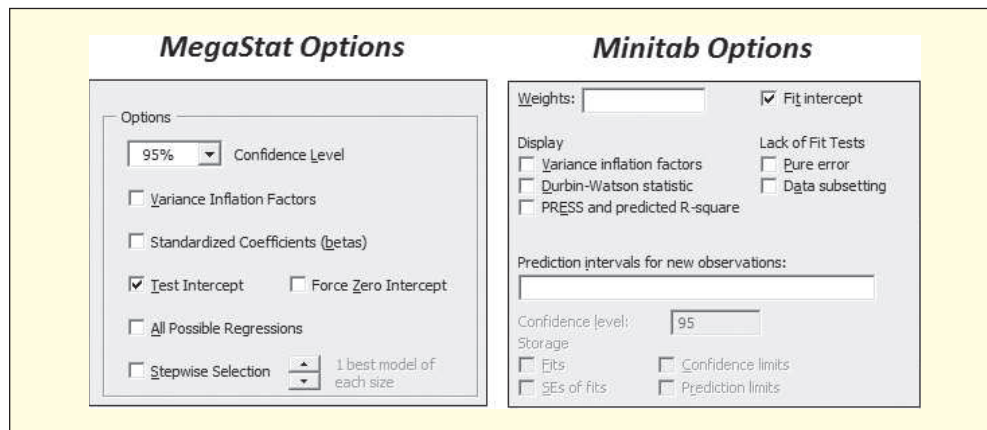 MegaStat Options
Options
95% Confidence Level
Variance Inflation Factors
Standardized Coefficients (betas)
Test Intercept Force Zero Intercept
All Possible Regressions
Stepwise Selection 1 best model of
each size
Minitab Options
Weights: Fit intercept
Display Lack of Fit Tests
Variance inflation factors Pure error
Durbin-Watson statistic Data subsetting
PRESS and predicted R-square
Prediction intervals for new observations:
Confidence level: 95
Storage
Fits Confidence limits
SEs of fits Prediction limits